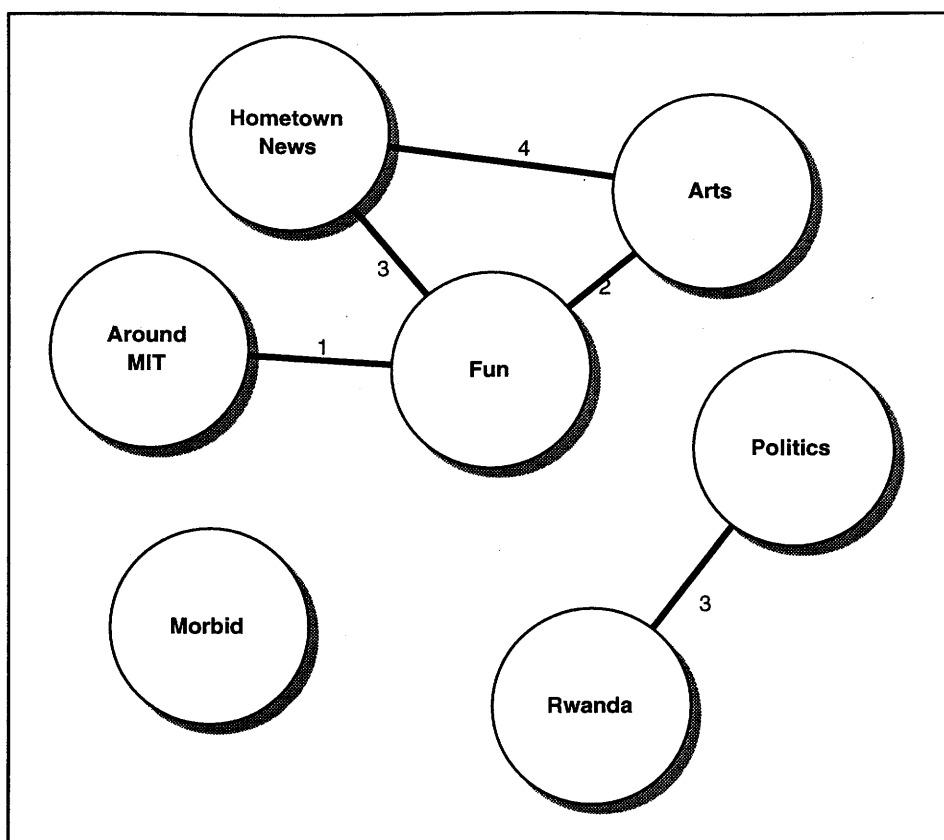 Hometown
News
4
Arts
3
2
Around
MIT
1
Fun
Politics
3
Morbid
Rwanda